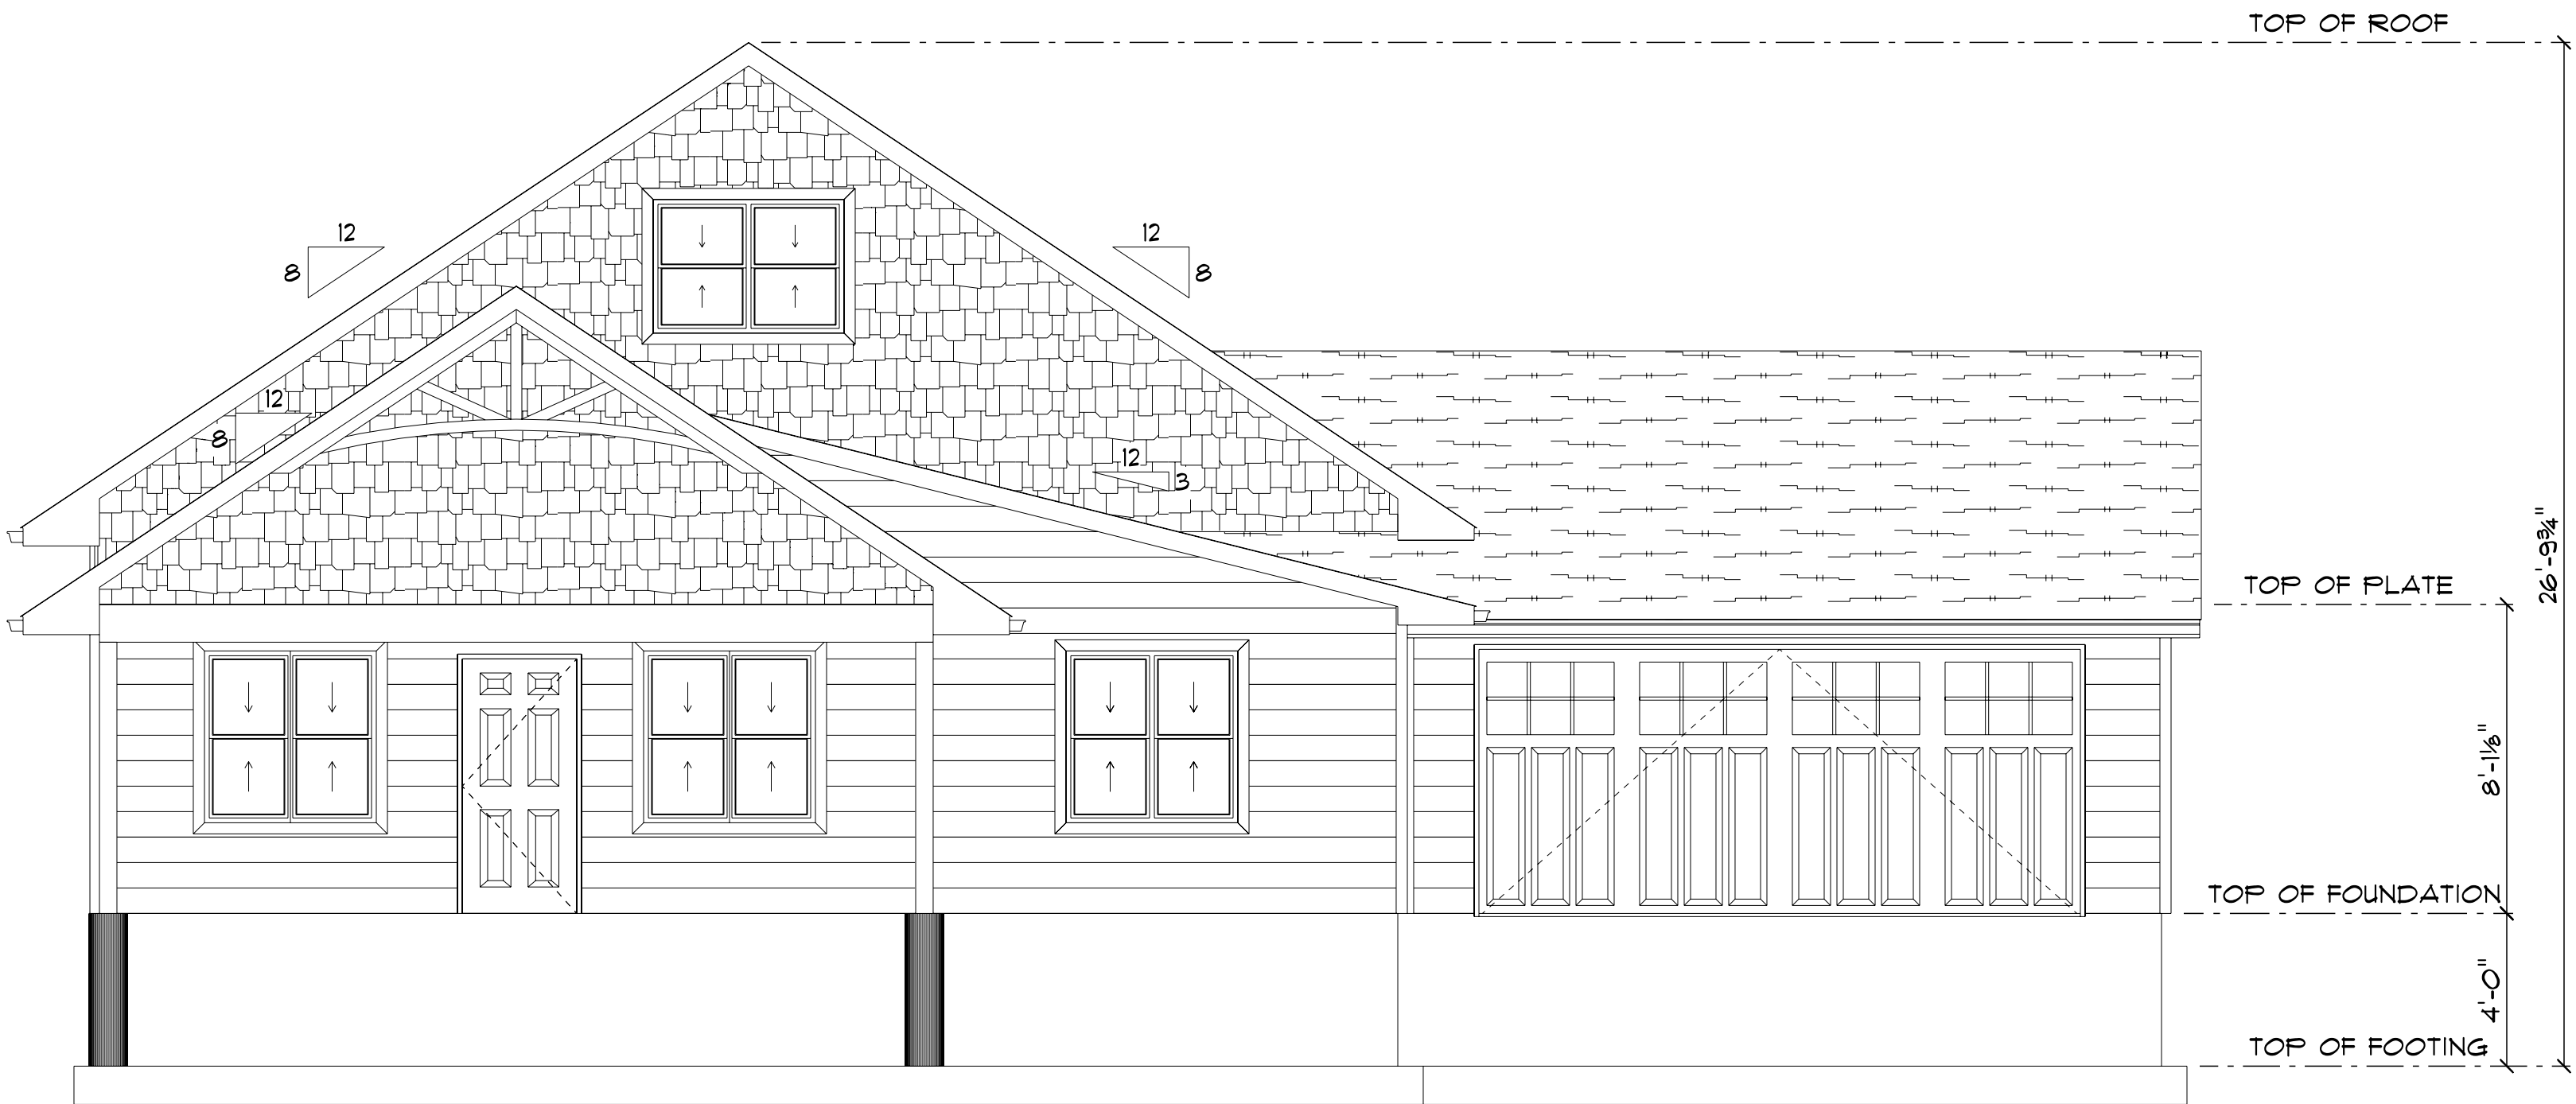 TOP OF ROOF
12
12
8
8
12
8
12
3
26'-9¾"
TOP OF PLATE
8'-1⅛"
TOP OF FOUNDATION
4'-0"
TOP OF FOOTING